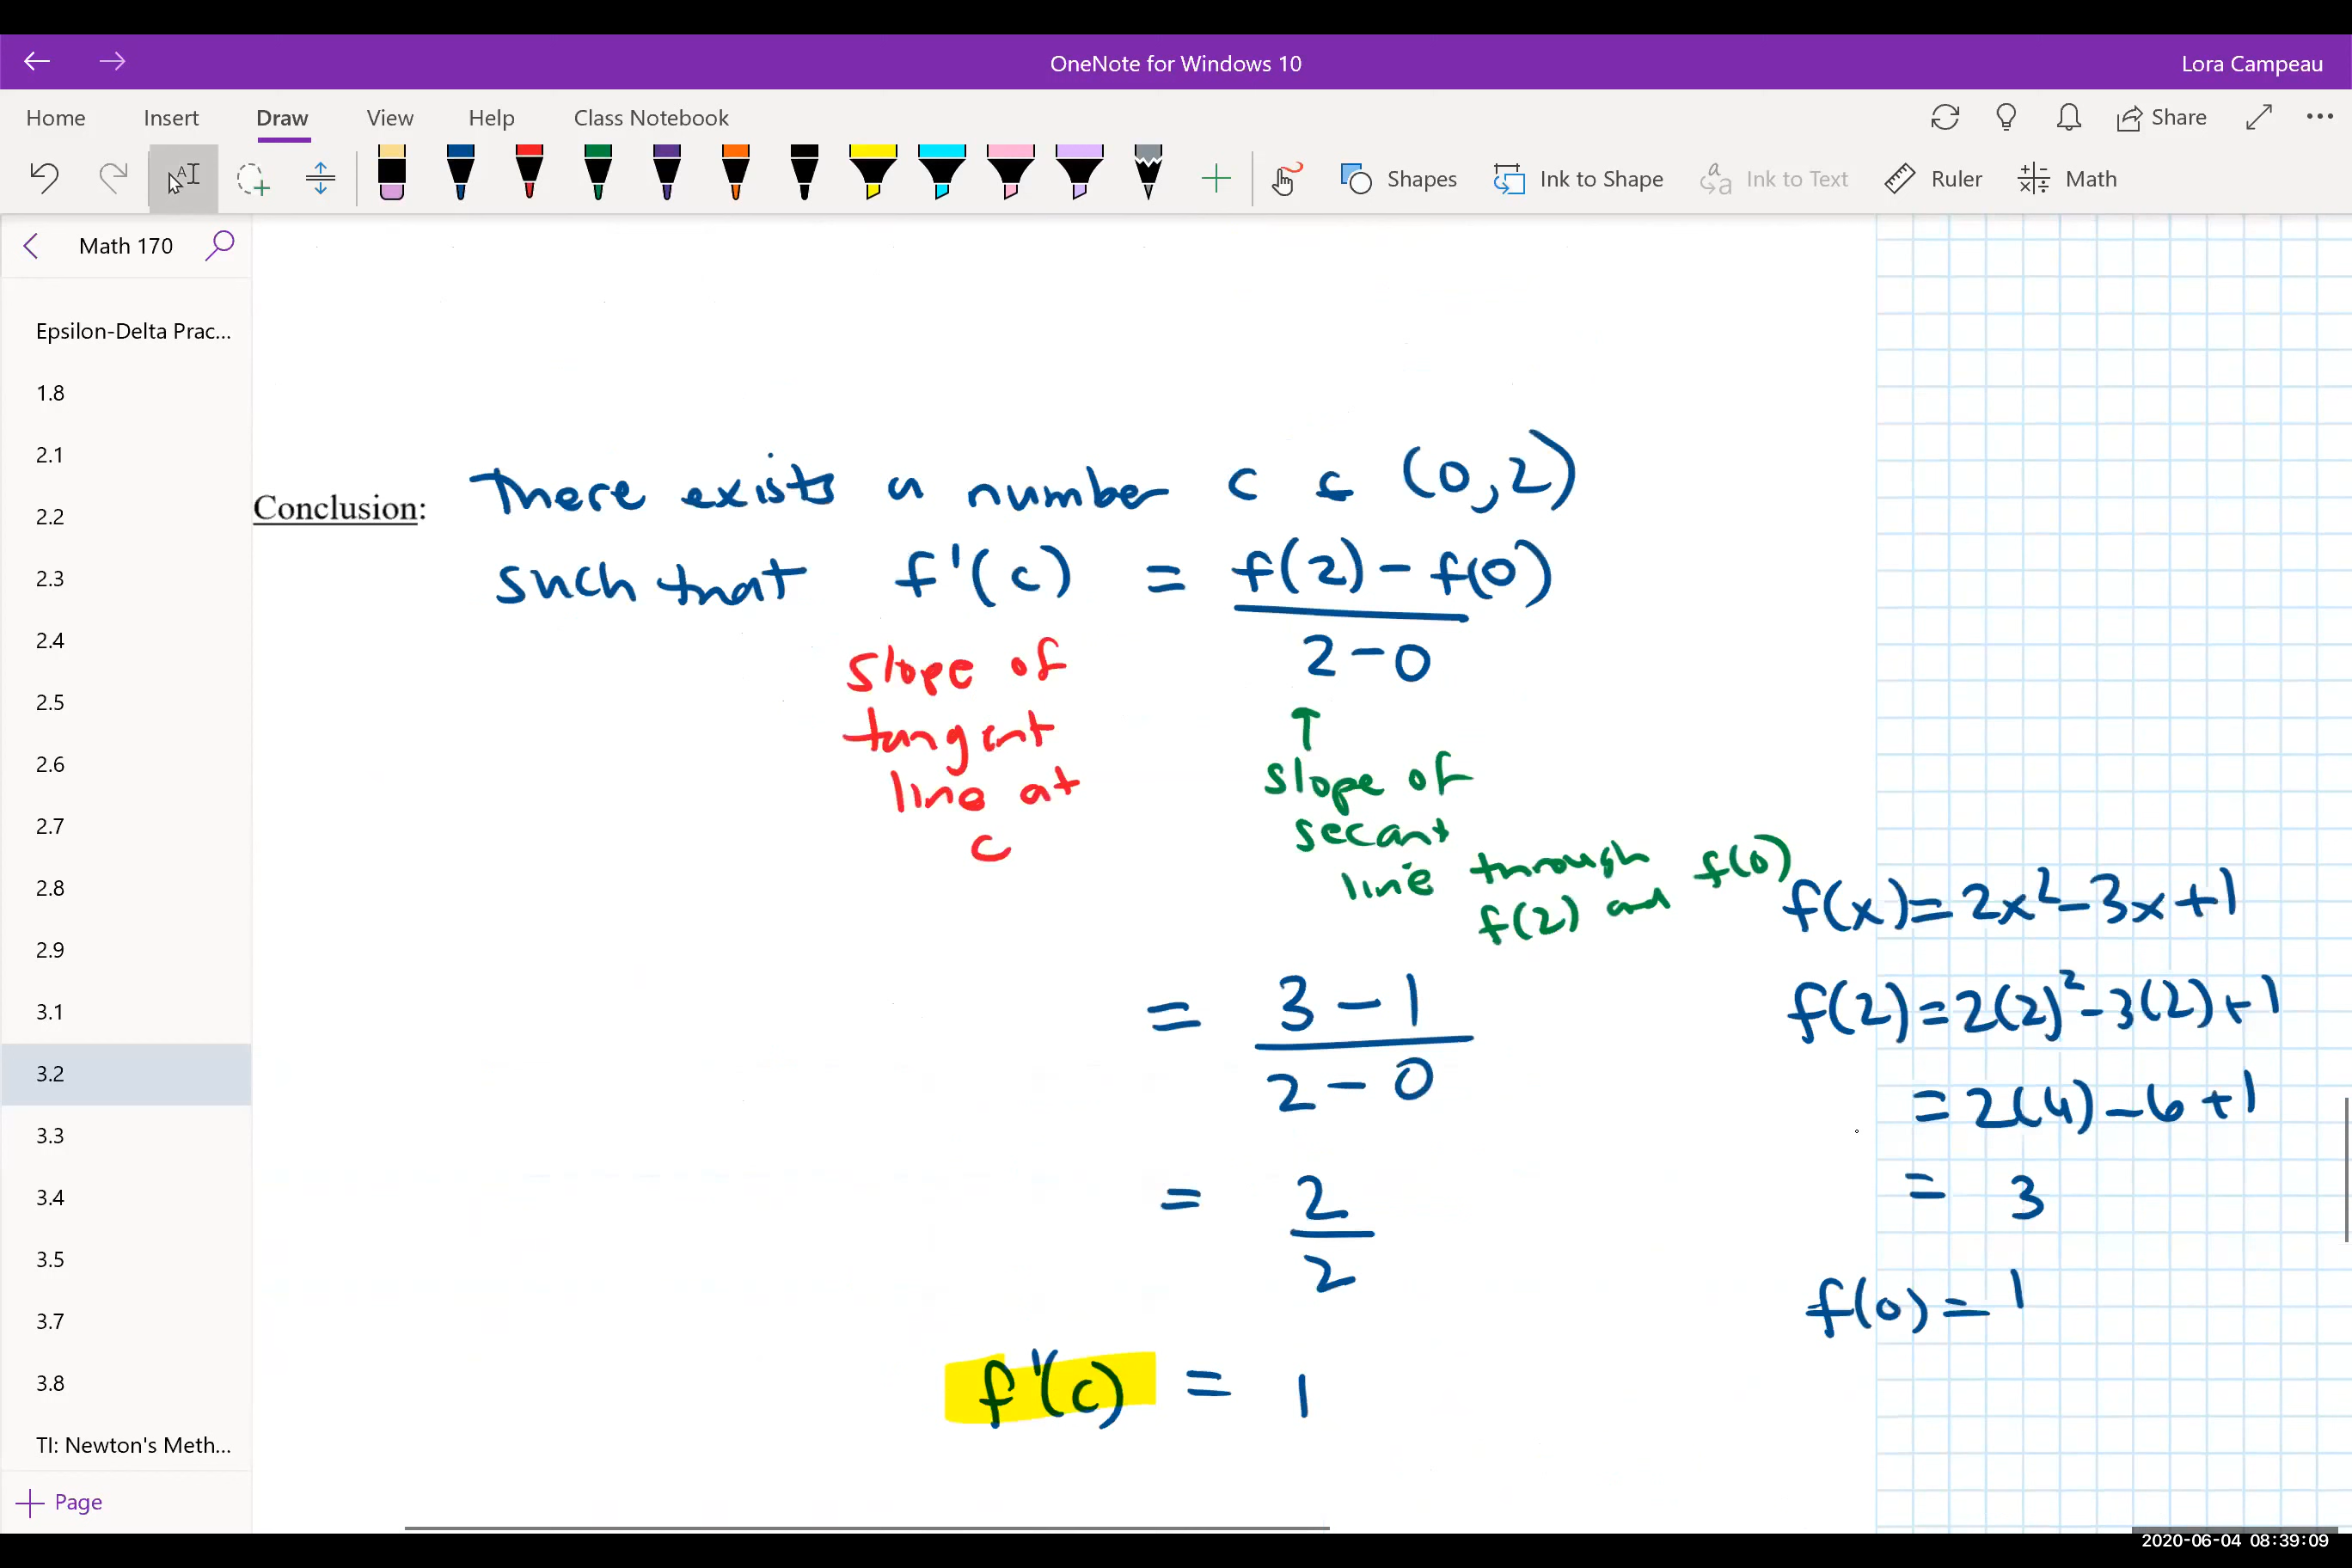 OneNote for Windows 10
Lora Campeau
Home Insert Draw View Help Class Notebook Share
Shapes Ink to Shape Ink to Text Ruler Math
Math 170
Epsilon-Delta Prac...
1.8
2.1
2.2
2.3
2.4
2.5
2.6
2.7
2.8
2.9
3.1
3.2
3.3
3.4
3.5
3.7
3.8
TI: Newton's Meth...
Page
Conclusion: There exists a number c ∈ (0,2)
such that f'(c) = f(2) - f(0)
2 - 0
slope of
tangent
line at
c
↑
slope of
secant
line through
f(2) and f(0)
= 3 - 1
2 - 0
= 2
2
f'(c) = 1
f(x) = 2x² - 3x + 1
f(2) = 2(2)² - 3(2) + 1
= 2(4) - 6 + 1
= 3
f(0) = 1
2020-06-04 08:39:09